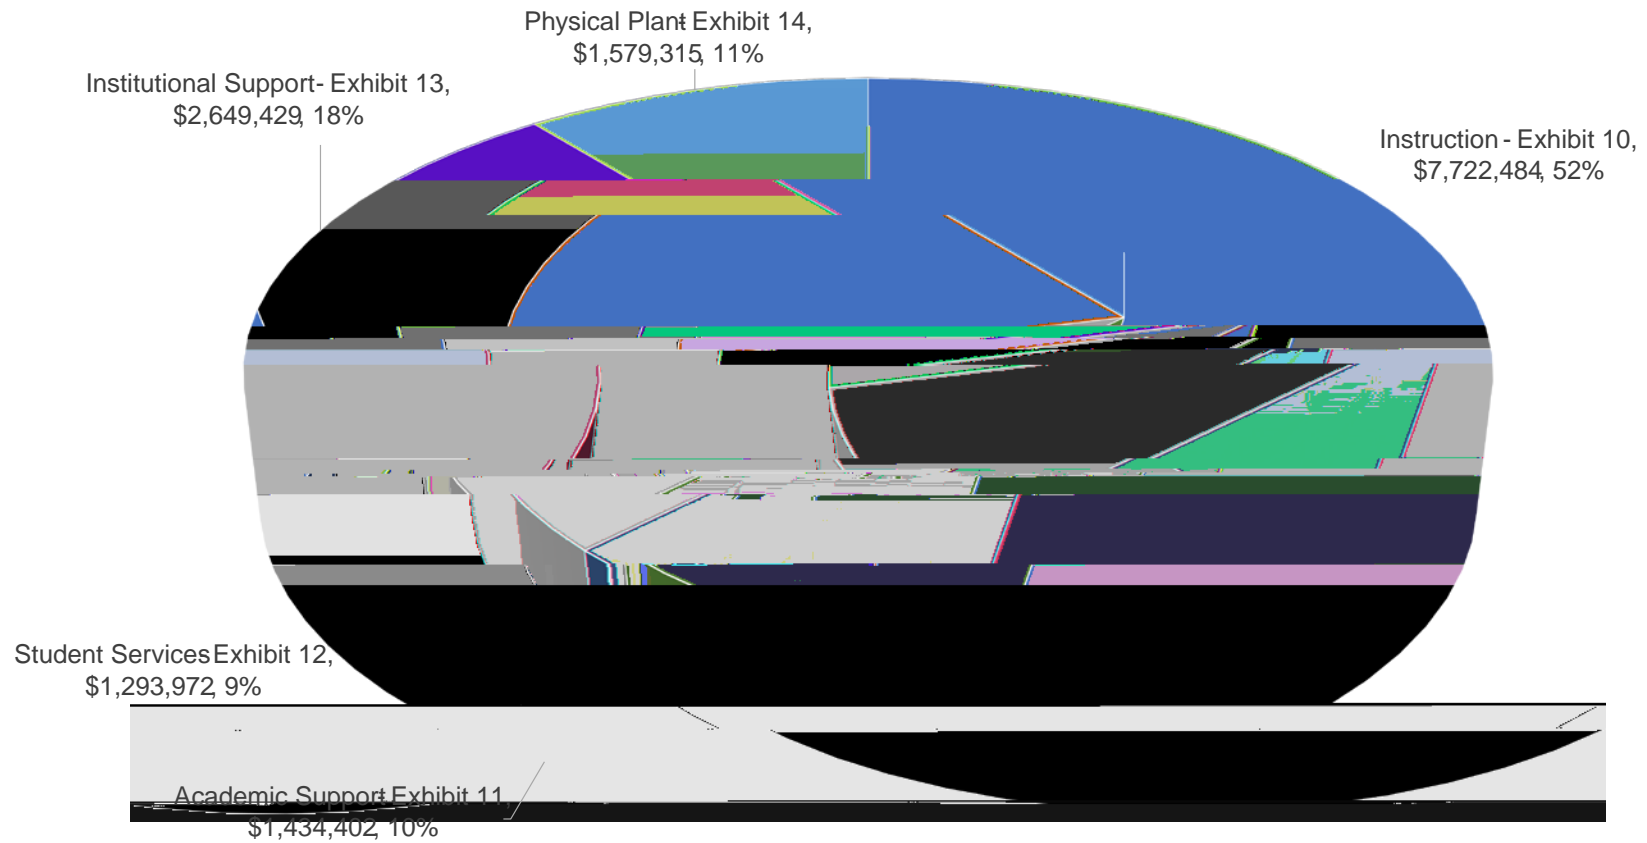 Physical Plant- Exhibit 14,
$1,579,315, 11%
Institutional Support- Exhibit 13,
$2,649,429, 18%
Instruction - Exhibit 10,
$7,722,484, 52%
Student Services Exhibit 12,
$1,293,972, 9%
Academic Support- Exhibit 11,
$1,434,402, 10%